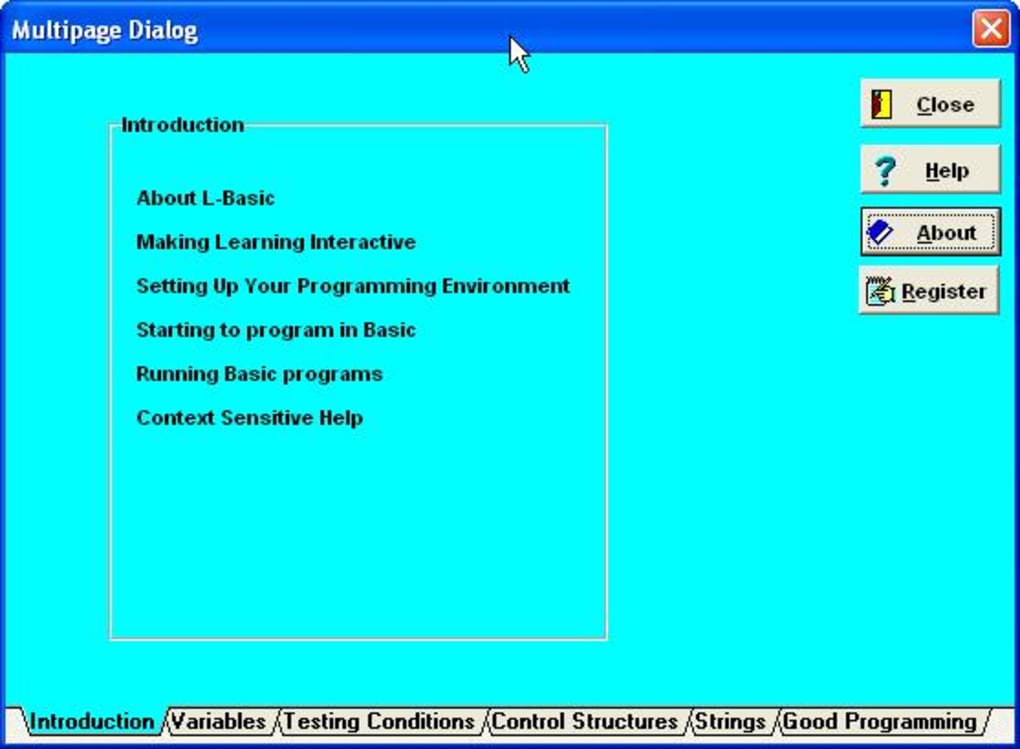 Multipage Dialog
Close
Introduction
Help
About L-Basic
About
Making Learning Interactive
Setting Up Your Programming Environment
Register
Starting to program in Basic
Running Basic programs
Context Sensitive Help
Introduction Variables Testing Conditions Control Structures Strings Good Programming